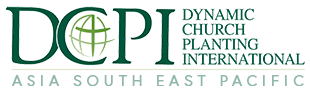 DCPI DYNAMIC
CHURCH
PLANTING
INTERNATIONAL
ASIA SOUTH EAST PACIFIC